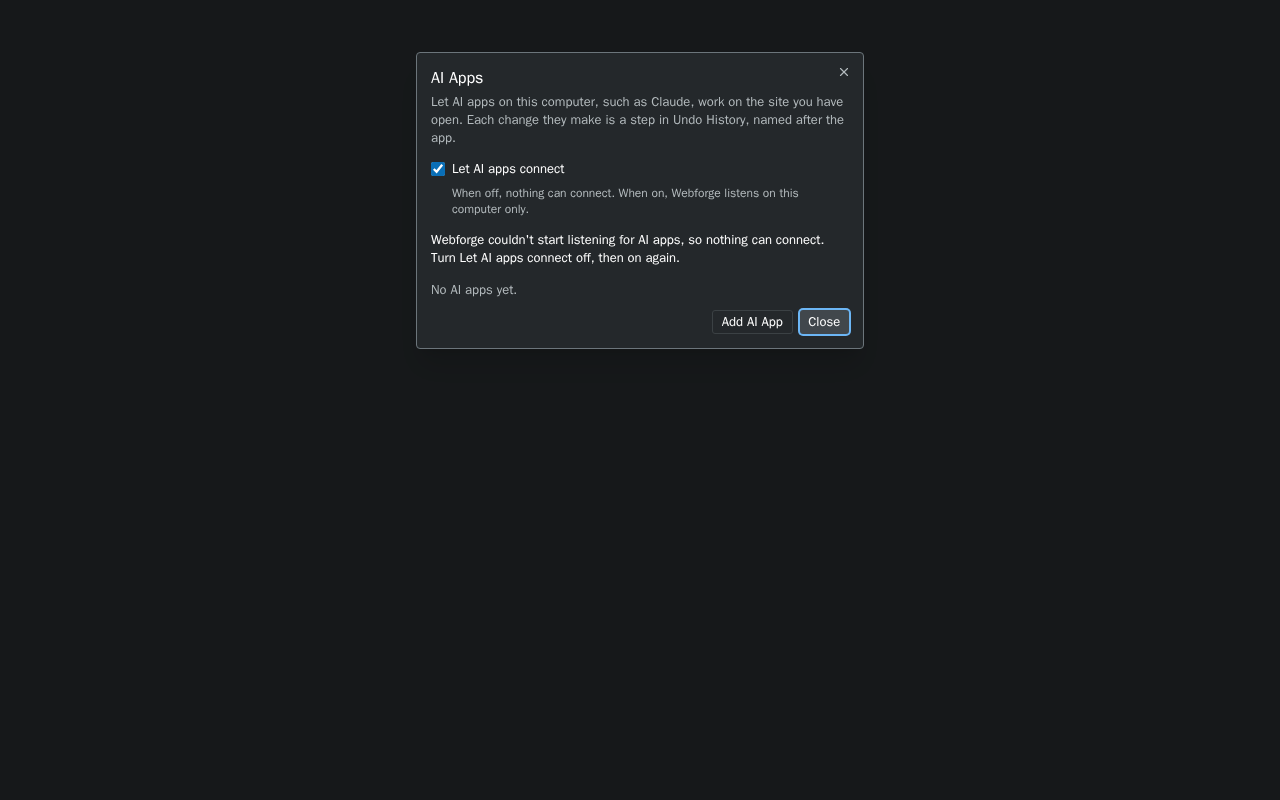 AI Apps
Let AI apps on this computer, such as Claude, work on the site you have
open. Each change they make is a step in Undo History, named after the
app.
Let AI apps connect
When off, nothing can connect. When on, Webforge listens on this
computer only.
Webforge couldn't start listening for AI apps, so nothing can connect.
Turn Let AI apps connect off, then on again.
No AI apps yet.
Add AI App
Close